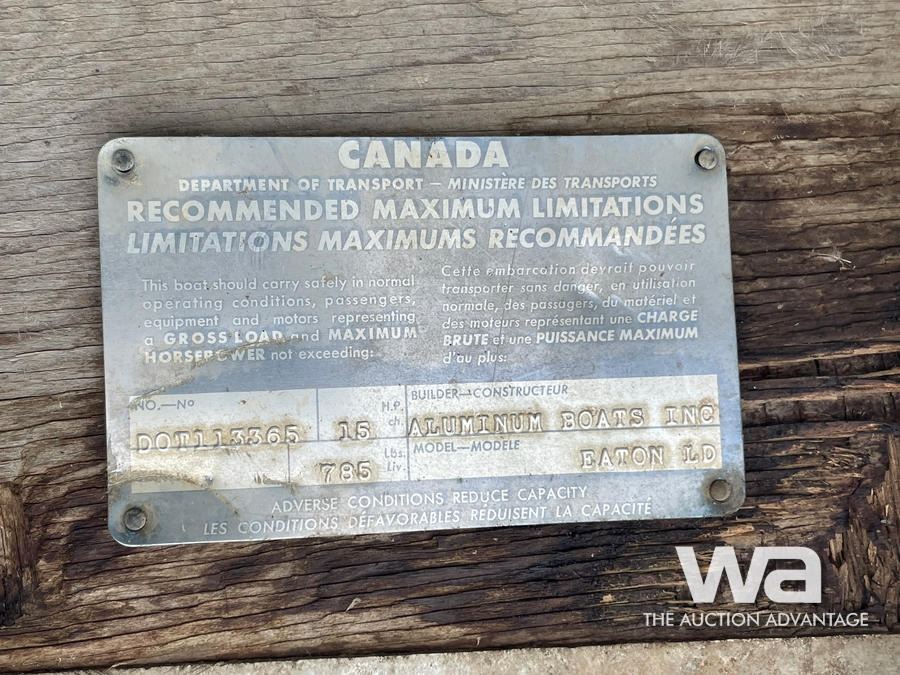 CANADA
DEPARTMENT OF TRANSPORT – MINISTÈRE DES TRANSPORTS
RECOMMENDED MAXIMUM LIMITATIONS
LIMITATIONS MAXIMUMS RECOMMANDÉES
This boat should carry safely in normal
operating conditions, passengers,
equipment and motors representing
a GROSS LOAD and MAXIMUM
HORSEPOWER not exceeding:
Cette embarcation devrait pouvoir
transporter sans danger, en utilisation
normale, des passagers, du matériel et
des moteurs représentant une CHARGE
BRUTE et une PUISSANCE MAXIMUM
d'au plus:
NO.—Nº
DOT113365
15
H.P.
ch.
BUILDER—CONSTRUCTEUR
ALUMINUM BOATS INC
785
Lbs.
Liv.
MODEL—MODÈLE
EATON LD
ADVERSE CONDITIONS REDUCE CAPACITY
LES CONDITIONS DÉFAVORABLES RÉDUISENT LA CAPACITÉ
wa
THE AUCTION ADVANTAGE